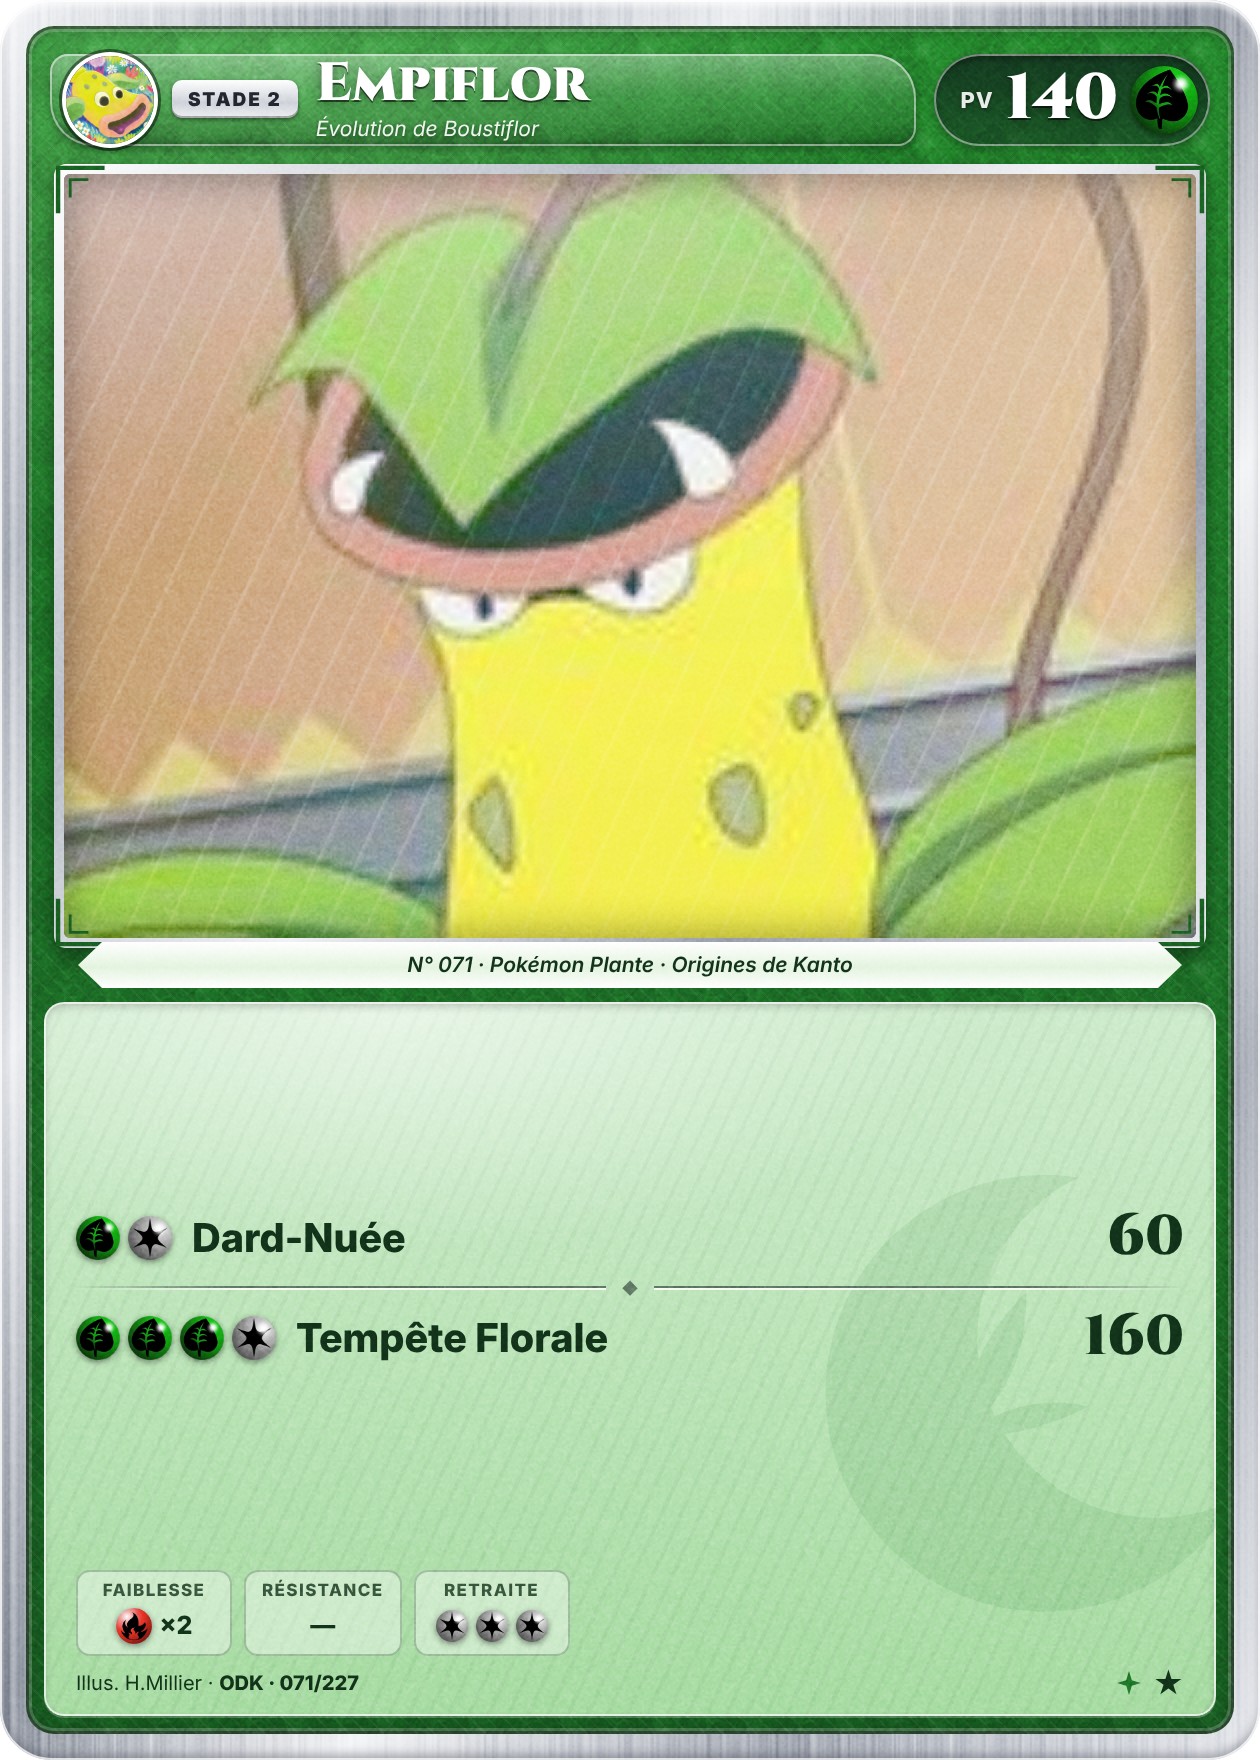 STADE 2
Empiflor
Évolution de Boustiflor
PV 140
N° 071 · Pokémon Plante · Origines de Kanto
Dard-Nuée 60
Tempête Florale 160
FAIBLESSE
×2
RÉSISTANCE
—
RETRAITE
Illus. H.Millier · ODK · 071/227